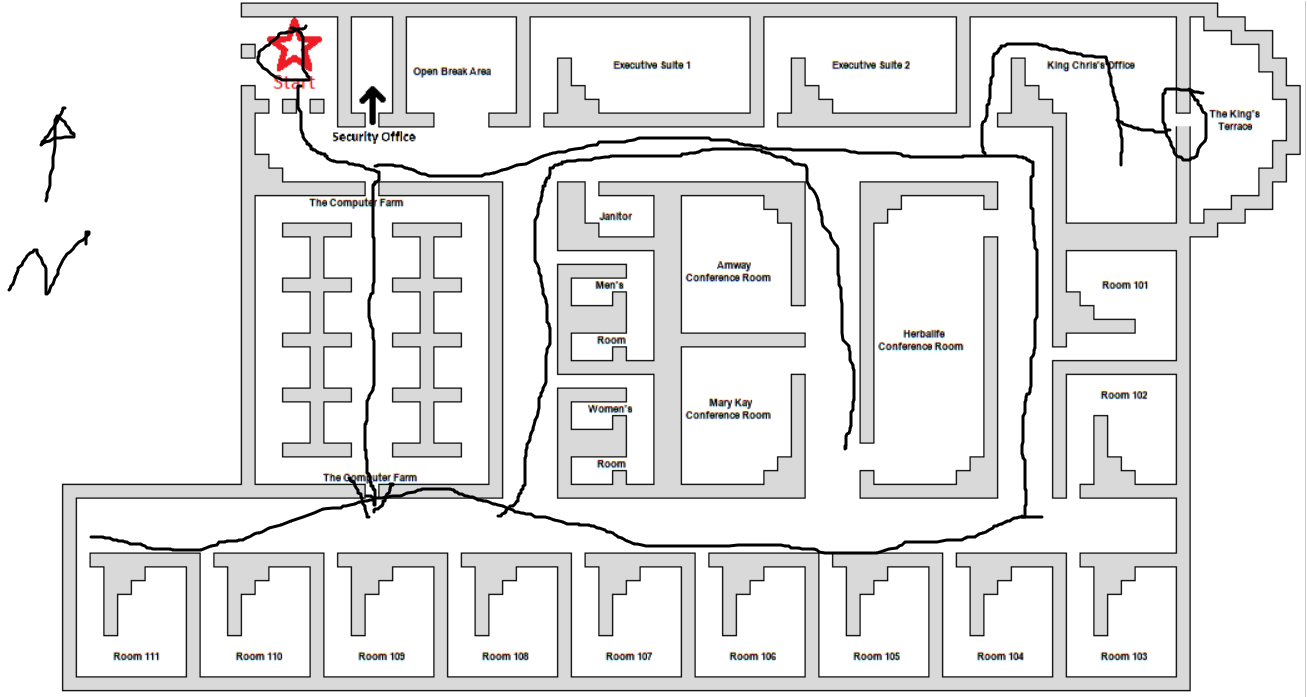 Start
Security Office
Open Break Area
Executive Suite 1
Executive Suite 2
King Chris's Office
The King's
Terrace
The Computer Farm
Janitor
Men's
Room
Women's
Room
Amway
Conference Room
Mary Kay
Conference Room
Herbalife
Conference Room
Room 101
Room 102
The Computer Farm
N
Room 111
Room 110
Room 109
Room 108
Room 107
Room 106
Room 105
Room 104
Room 103